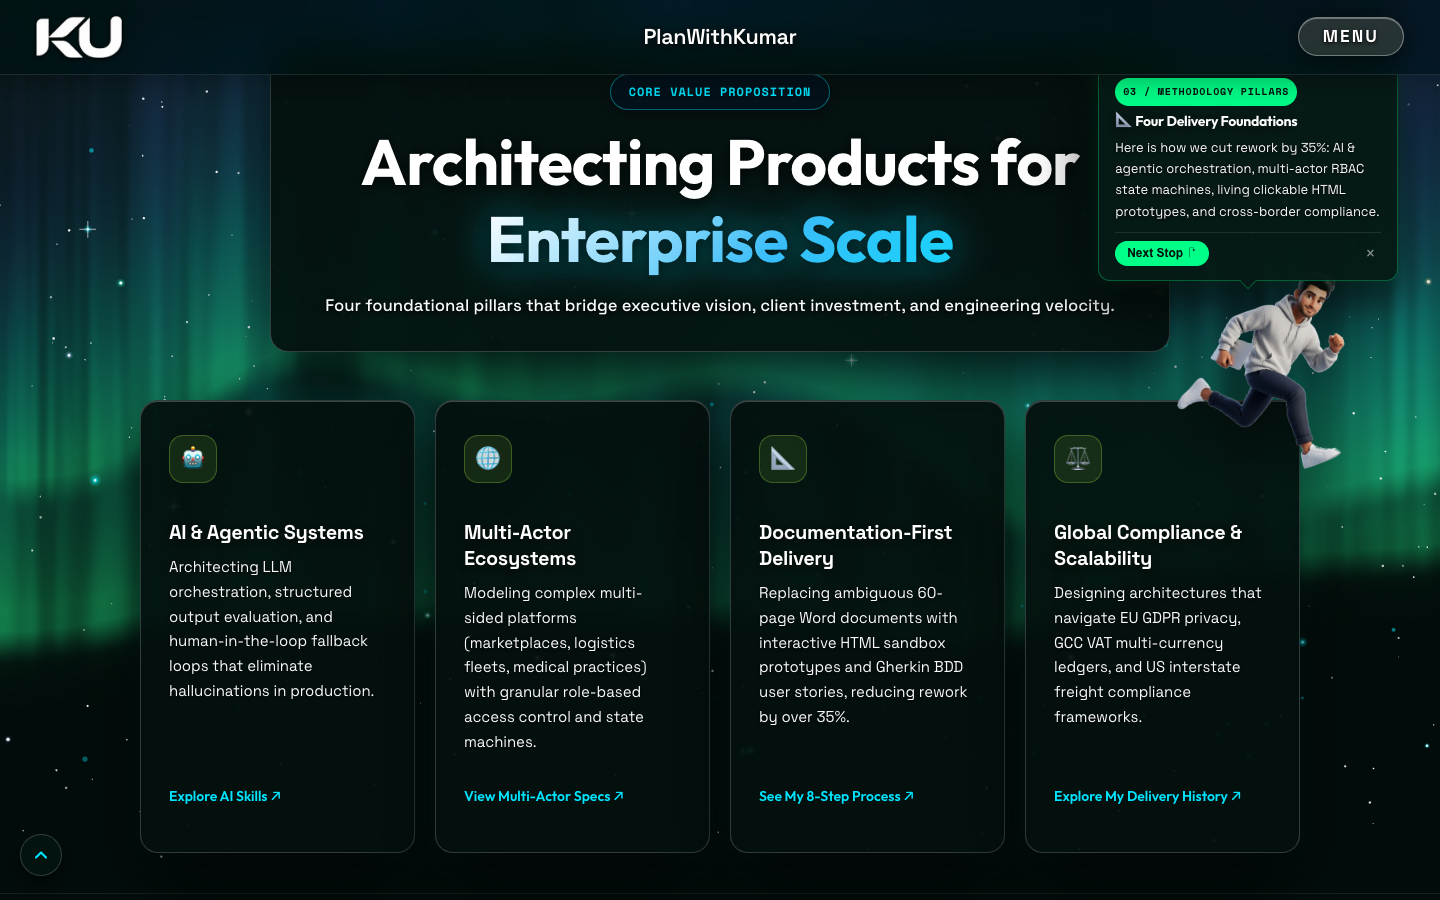 KU
PlanWithKumar
MENU
CORE VALUE PROPOSITION
Architecting Products for
Enterprise Scale
Four foundational pillars that bridge executive vision, client investment, and engineering velocity.
03 / METHODOLOGY PILLARS
📐 Four Delivery Foundations
Here is how we cut rework by 35%: AI &
agentic orchestration, multi-actor RBAC
state machines, living clickable HTML
prototypes, and cross-border compliance.
Next Stop
×
AI & Agentic Systems
Architecting LLM
orchestration, structured
output evaluation, and
human-in-the-loop fallback
loops that eliminate
hallucinations in production.
Explore AI Skills ↗
Multi-Actor
Ecosystems
Modeling complex multi-
sided platforms
(marketplaces, logistics
fleets, medical practices)
with granular role-based
access control and state
machines.
View Multi-Actor Specs ↗
Documentation-First
Delivery
Replacing ambiguous 60-
page Word documents with
interactive HTML sandbox
prototypes and Gherkin BDD
user stories, reducing rework
by over 35%.
See My 8-Step Process ↗
Global Compliance &
Scalability
Designing architectures that
navigate EU GDPR privacy,
GCC VAT multi-currency
ledgers, and US interstate
freight compliance
frameworks.
Explore My Delivery History ↗